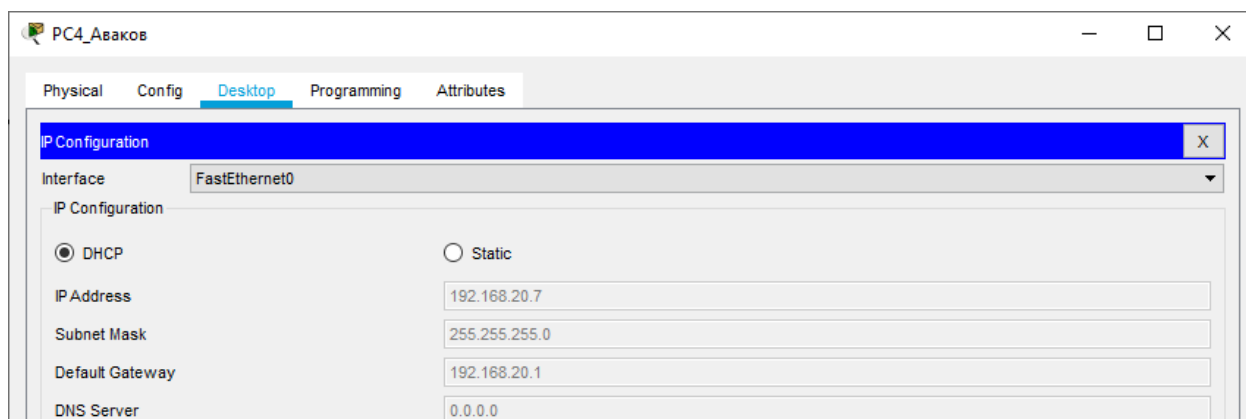 PC4_Аваков
Physical Config Desktop Programming Attributes
IP Configuration X
Interface FastEthernet0
IP Configuration
DHCP Static
IP Address 192.168.20.7
Subnet Mask 255.255.255.0
Default Gateway 192.168.20.1
DNS Server 0.0.0.0